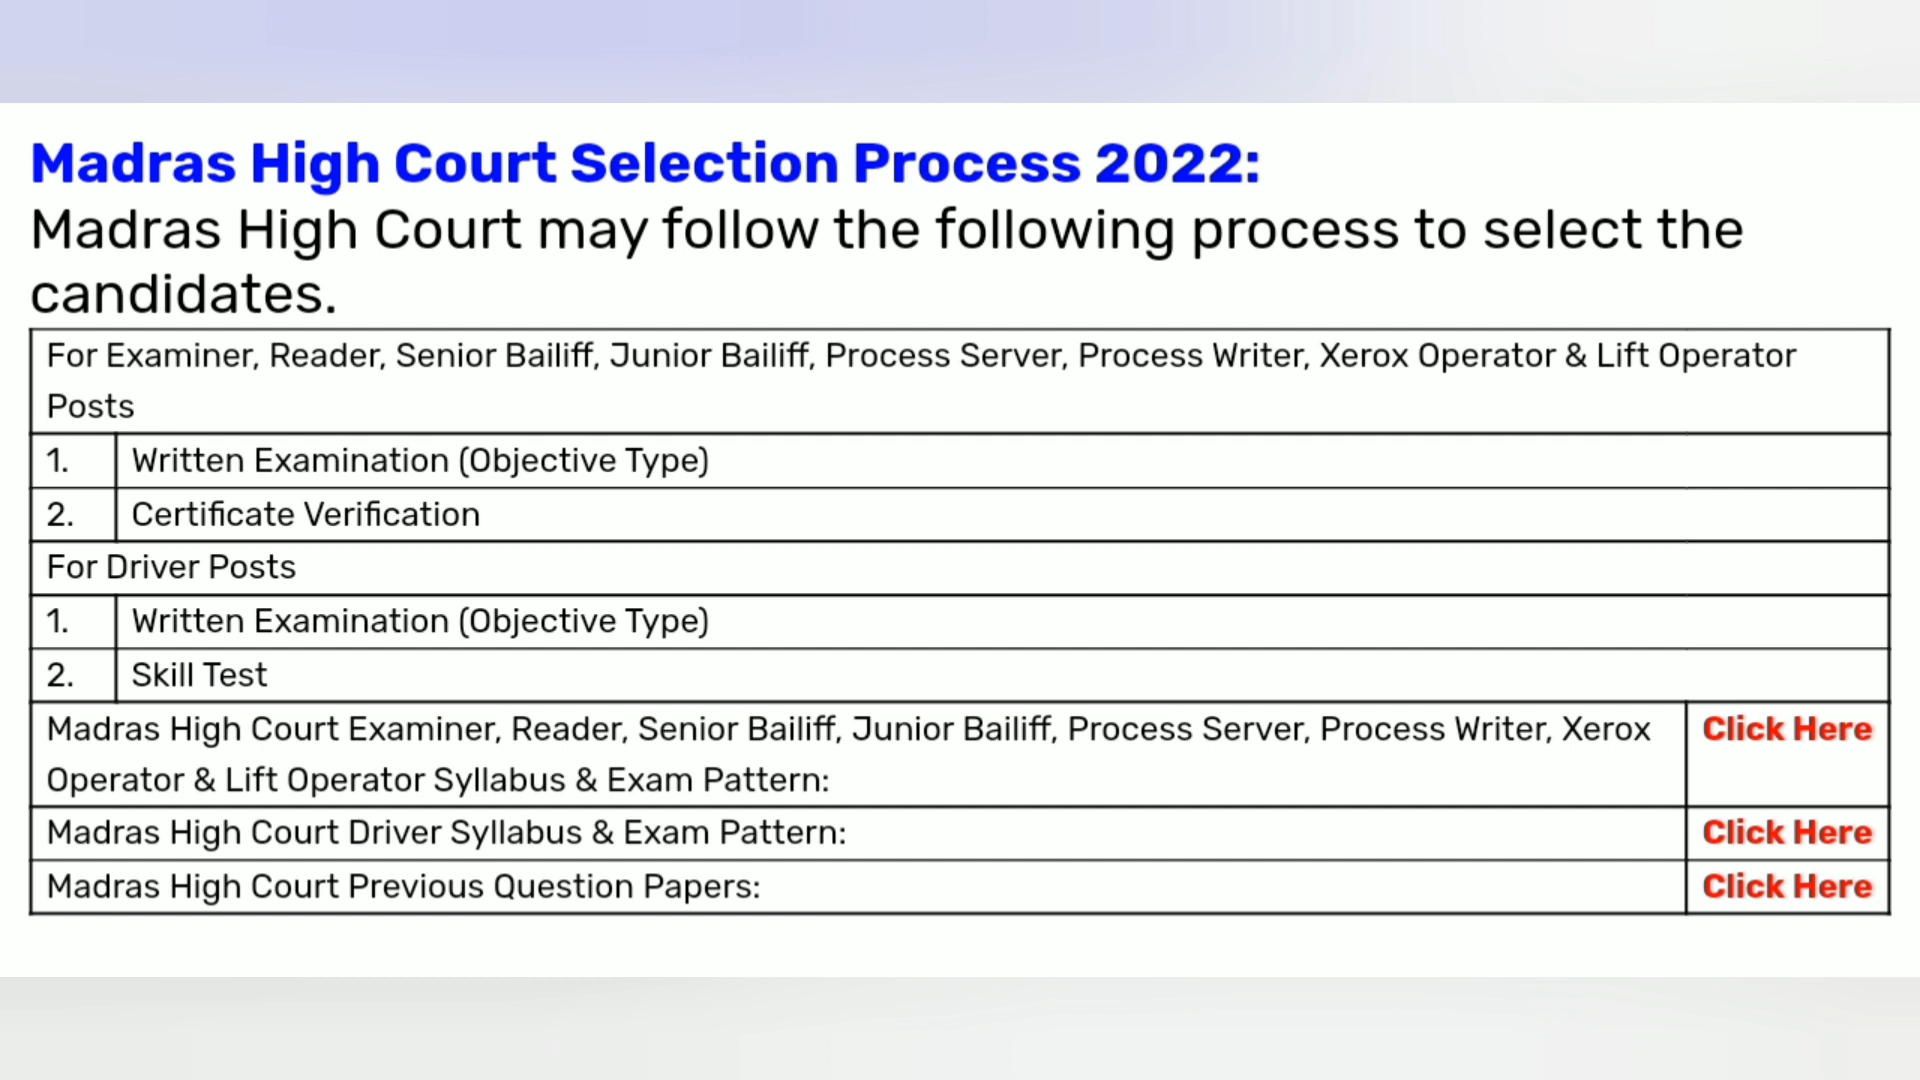 Madras High Court Selection Process 2022:
Madras High Court may follow the following process to select the
candidates.
For Examiner, Reader, Senior Bailiff, Junior Bailiff, Process Server, Process Writer, Xerox Operator & Lift Operator
Posts
1. Written Examination (Objective Type)
2. Certificate Verification
For Driver Posts
1. Written Examination (Objective Type)
2. Skill Test
Madras High Court Examiner, Reader, Senior Bailiff, Junior Bailiff, Process Server, Process Writer, Xerox Click Here
Operator & Lift Operator Syllabus & Exam Pattern:
Madras High Court Driver Syllabus & Exam Pattern: Click Here
Madras High Court Previous Question Papers: Click Here